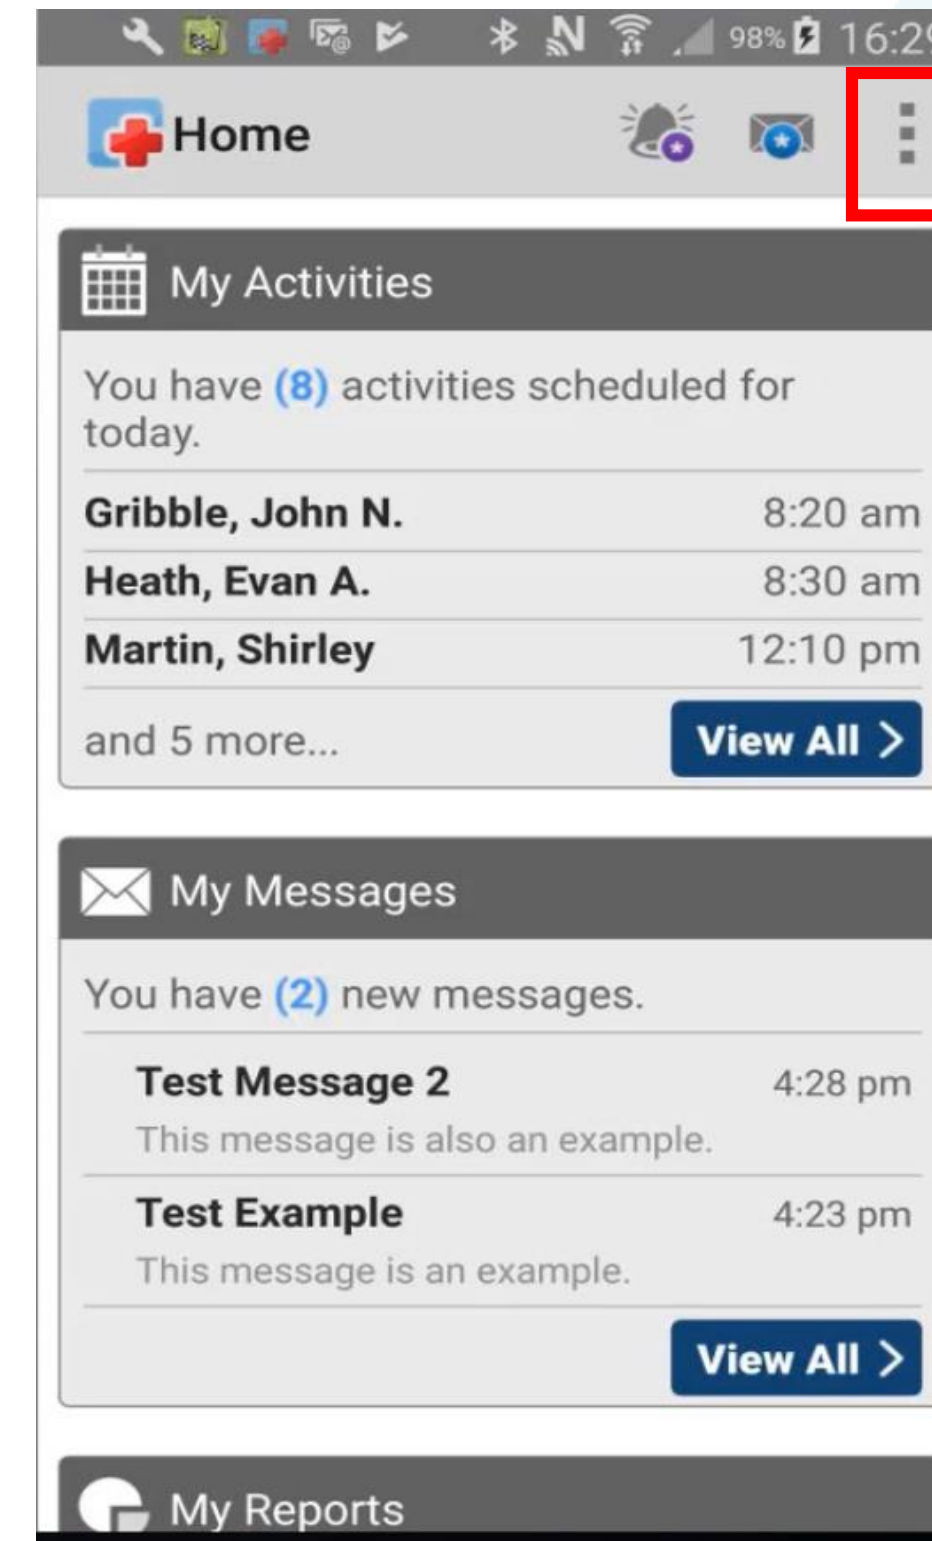 98% 16:29
Home
My Activities
You have (8) activities scheduled for
today.
Gribble, John N. 8:20 am
Heath, Evan A. 8:30 am
Martin, Shirley 12:10 pm
and 5 more... View All >
My Messages
You have (2) new messages.
Test Message 2 4:28 pm
This message is also an example.
Test Example 4:23 pm
This message is an example.
View All >
My Reports